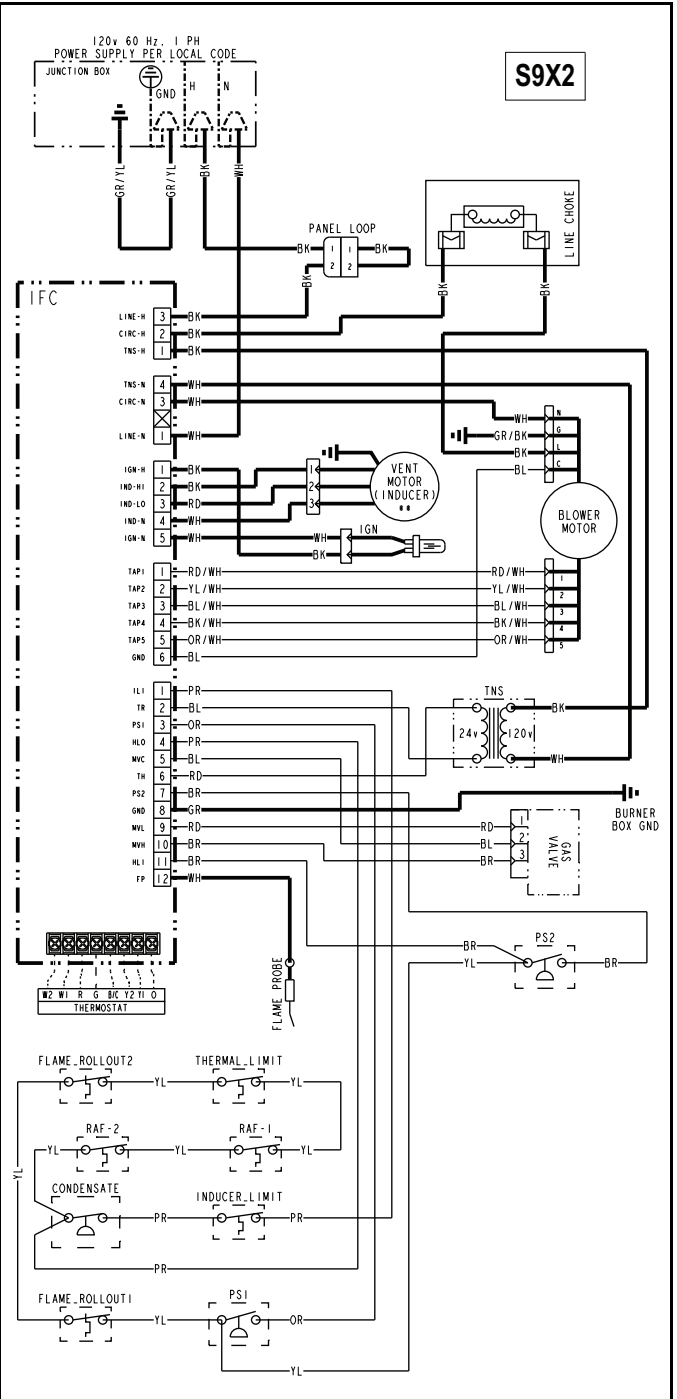 120v 60 Hz. 1 PH
POWER SUPPLY PER LOCAL CODE
JUNCTION BOX
GND
H
N
S9X2
GR/YL
GR/YL
BK
WH
PANEL LOOP
BK 1 1 BK
2 2
BK
LINE CHOKE
BK
BK
IFC
LINE-H 3 BK
CIRC-H 2 BK
TNS-H 1 BK
TNS-N 4 WH
CIRC-N 3 WH
LINE-N 1 WH
WH N
GR/BK G
BK L
BL C
IGN-H 1 BK
IND-HI 2 BK
IND-LO 3 RD
IND-N 4 WH
IGN-N 5 WH
1
2
3
VENT
MOTOR
(INDUCER)
**
WH
BK
IGN
BLOWER
MOTOR
TAP1 1 RD/WH RD/WH 1
TAP2 2 YL/WH YL/WH 2
TAP3 3 BL/WH BL/WH 3
TAP4 4 BK/WH BK/WH 4
TAP5 5 OR/WH OR/WH 5
GND 6 BL
ILI 1 PR
TR 2 BL
PS1 3 OR
HLO 4 PR
MVC 5 BL
TH 6 RD
PS2 7 BR
GND 8 GR
MVL 9 RD
MVH 10 BR
HLI 11 BR
FP 12 WH
TNS
24v
120v
BK
WH
BURNER
BOX GND
RD 1
BL 2
BR 3
GAS
VALVE
PS2
BR
YL
BR
FLAME PROBE
W2 W1 R G B/C Y2 Y1 O
THERMOSTAT
FLAME_ROLLOUT2
THERMAL_LIMIT
YL
YL
RAF-2
RAF-1
YL
YL
YL
YL
CONDENSATE
INDUCER_LIMIT
PR
PR
PR
FLAME_ROLLOUT1
PS1
YL
OR
YL